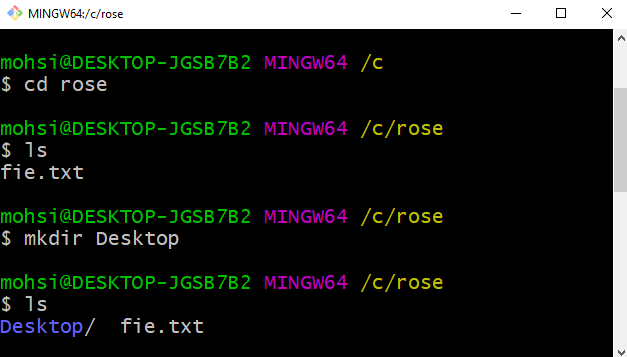 MINGW64:/c/rose
mohsi@DESKTOP-JGSB7B2 MINGW64 /c
$ cd rose
mohsi@DESKTOP-JGSB7B2 MINGW64 /c/rose
$ ls
fie.txt
mohsi@DESKTOP-JGSB7B2 MINGW64 /c/rose
$ mkdir Desktop
mohsi@DESKTOP-JGSB7B2 MINGW64 /c/rose
$ ls
Desktop/  fie.txt